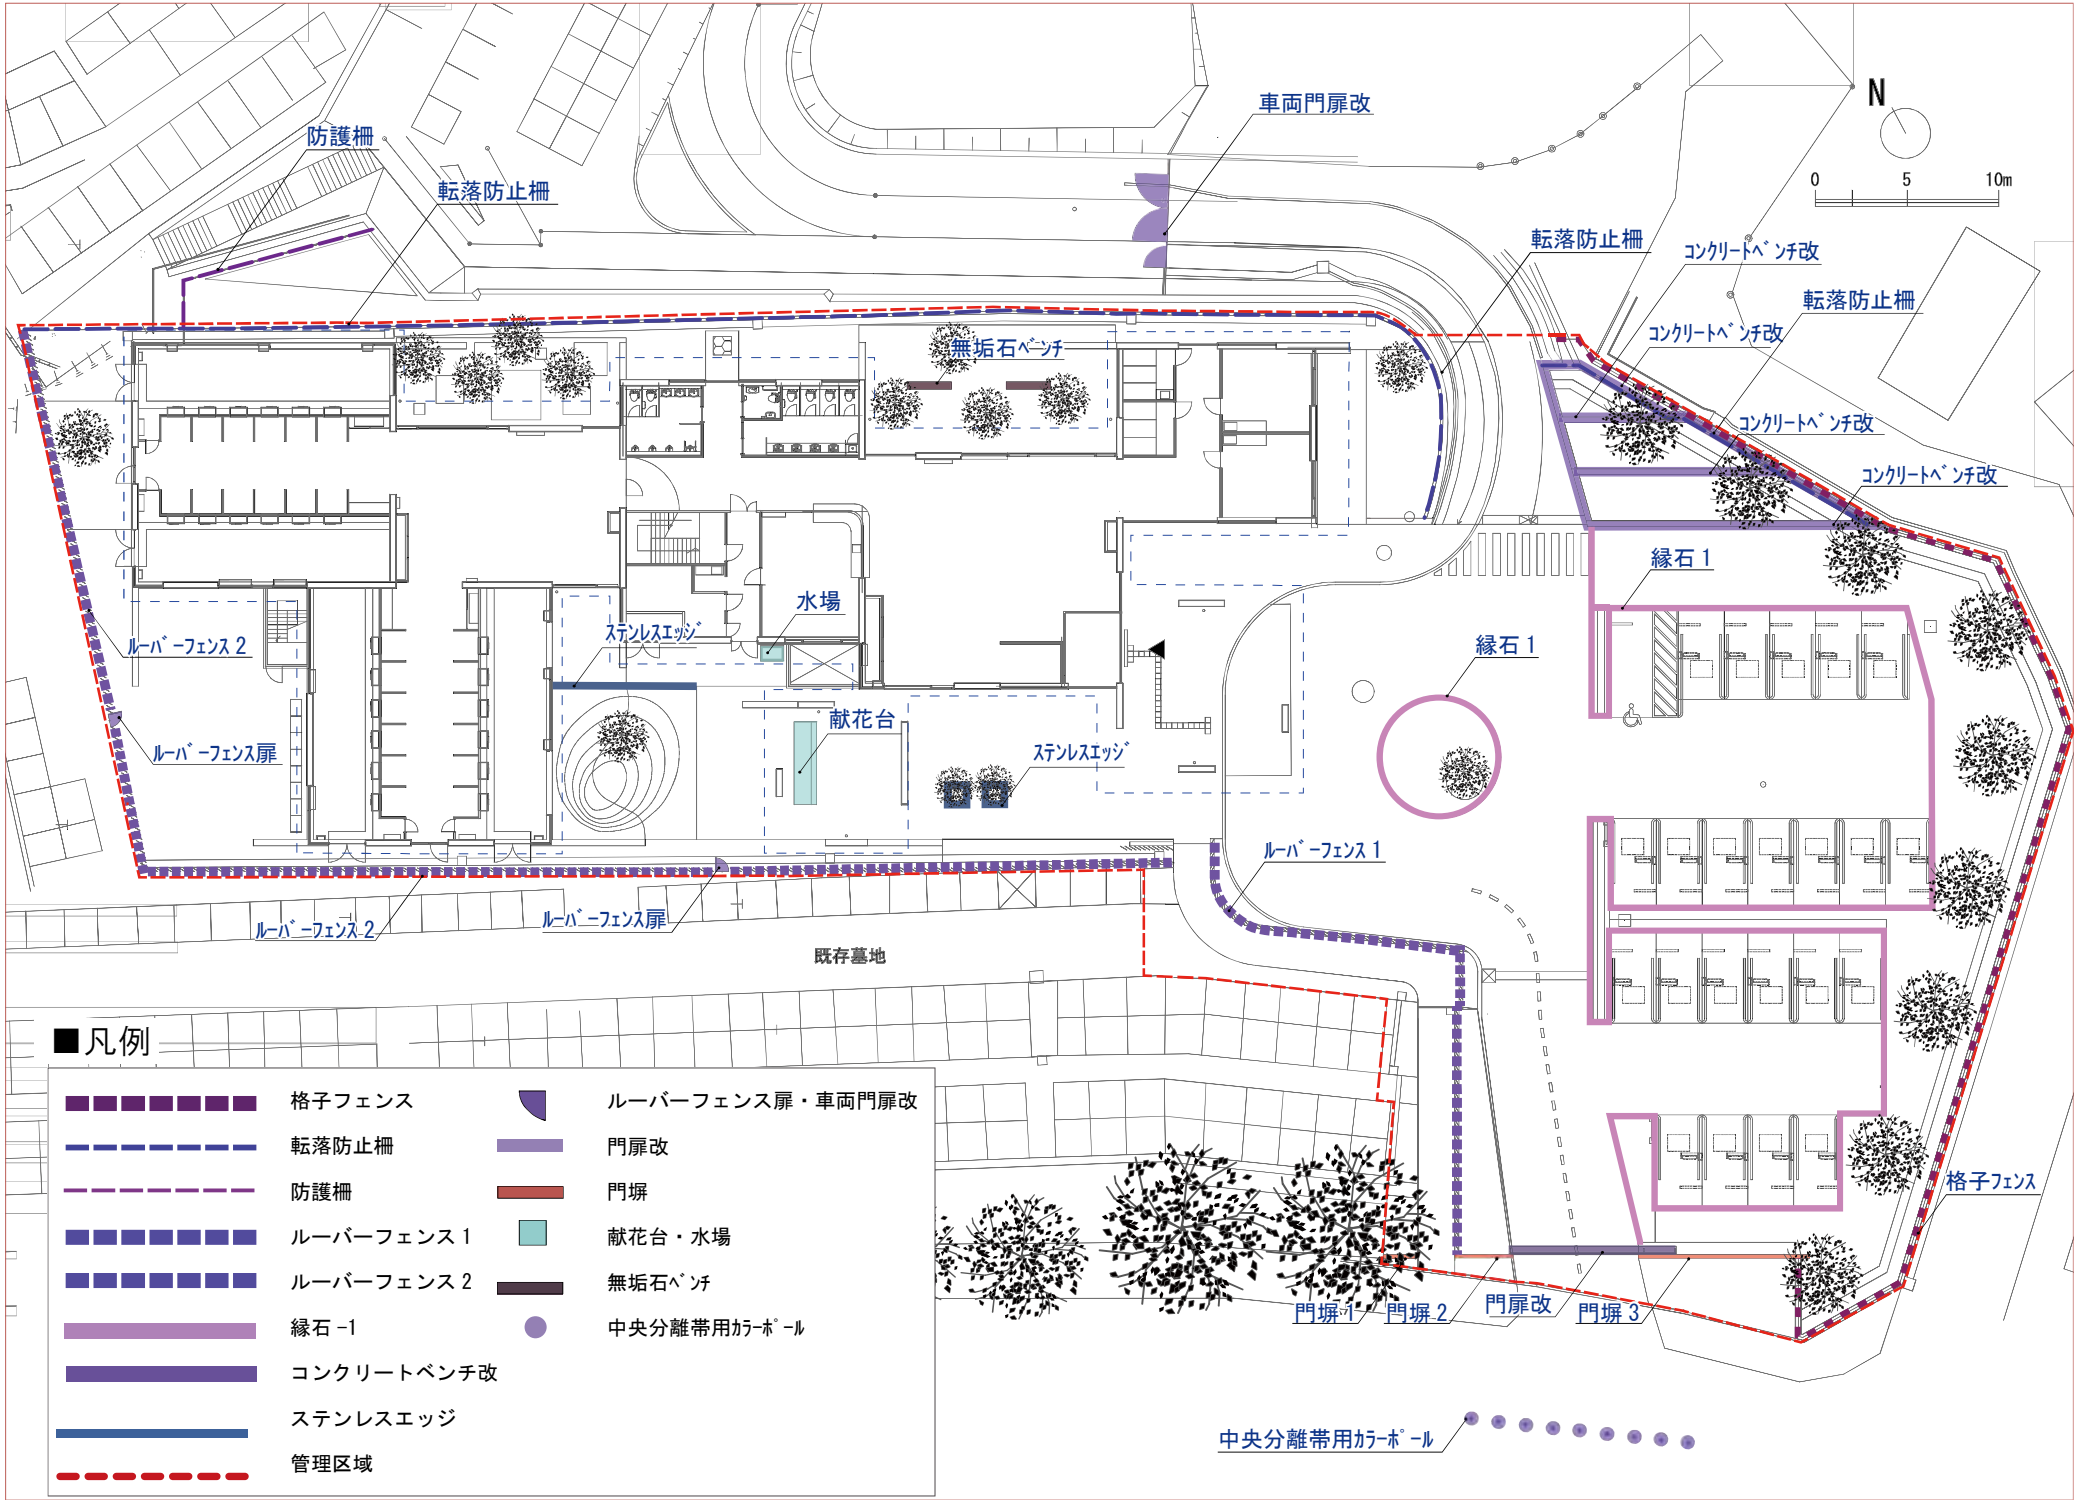 車両門扉改
N
防護柵
0 5 10m
転落防止柵
転落防止柵
コンクリートベンチ改
転落防止柵
コンクリートベンチ改
無垢石ベンチ
コンクリートベンチ改
コンクリートベンチ改
縁石1
水場
ステンレスエッジ
ルーバーフェンス2
縁石1
献花台
ルーバーフェンス扉
ステンレスエッジ
ルーバーフェンス1
ルーバーフェンス2
ルーバーフェンス扉
既存墓地
■凡例
格子フェンス
ルーバーフェンス扉・車両門扉改
転落防止柵
門扉改
防護柵
門塀
ルーバーフェンス1
献花台・水場
ルーバーフェンス2
無垢石ベンチ
縁石-1
中央分離帯用カラーポール
コンクリートベンチ改
ステンレスエッジ
管理区域
格子フェンス
門塀1
門塀2
門扉改
門塀3
中央分離帯用カラーポール